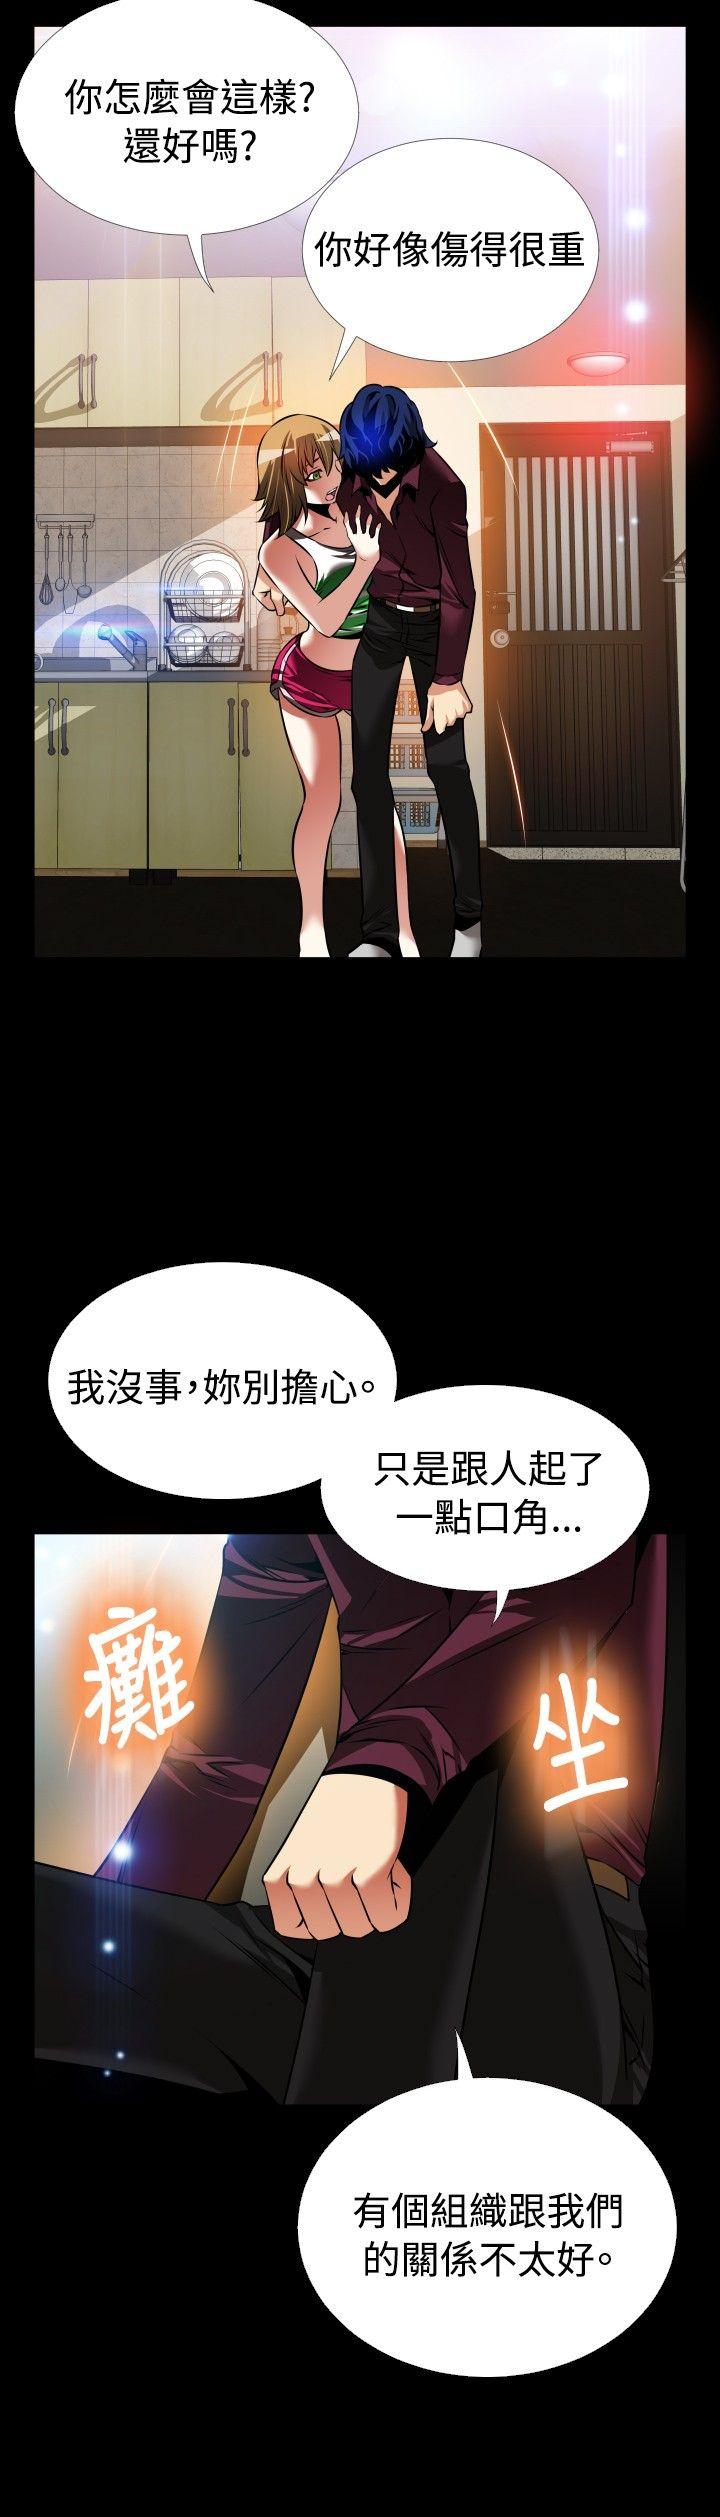 你怎麼會這樣?
還好嗎?
你好像傷得很重
我沒事，妳別擔心。
只是跟人起了
一點口角...
癱
坐
有個組織跟我們
的關係不太好。